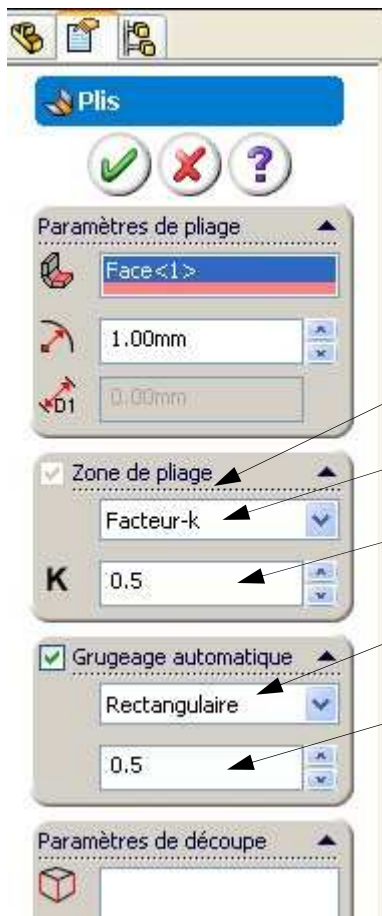 Plis
?
Paramètres de pliage
Face<1>
1.00mm
D1
0.00mm
Zone de pliage
Facteur-k
K
0.5
Grugeage automatique
Rectangulaire
0.5
Paramètres de découpe